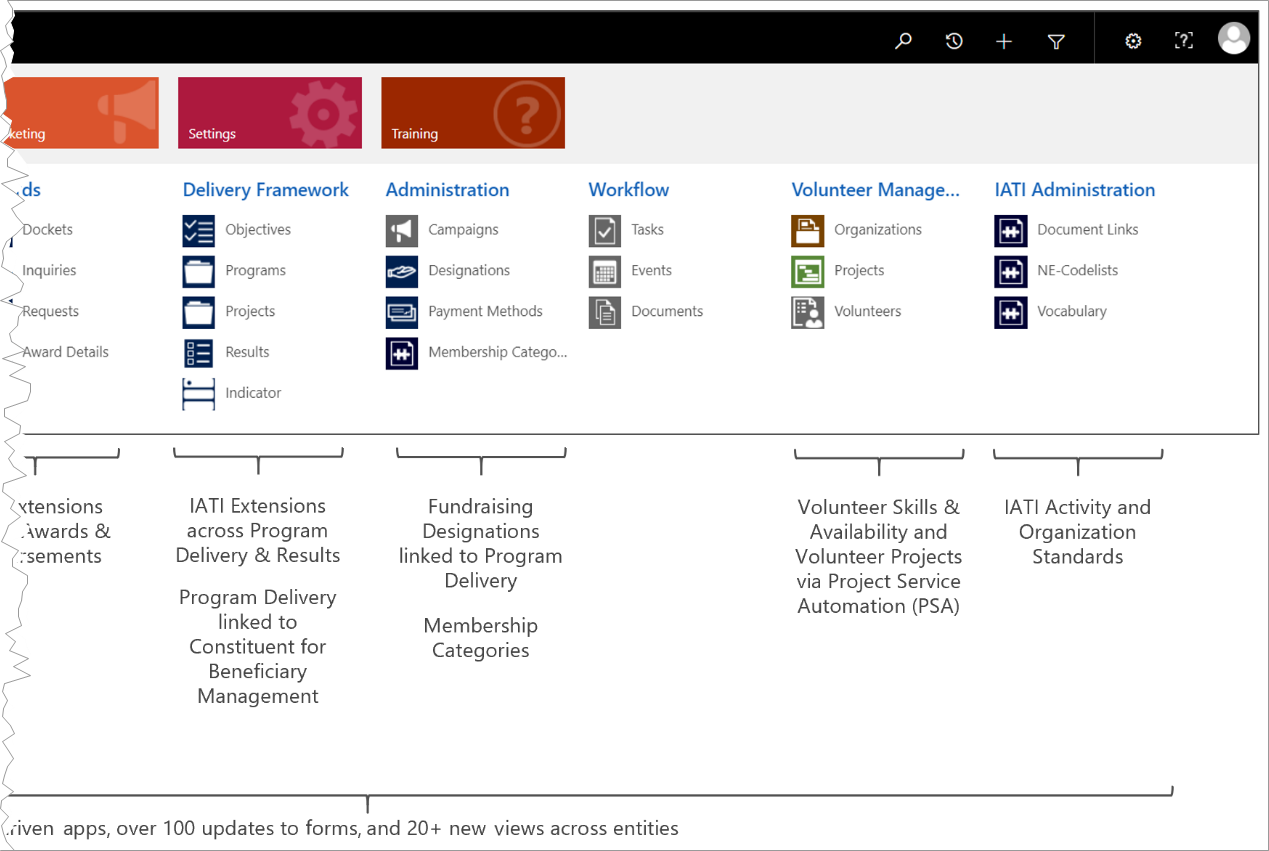 keting
Settings
Training
ds
Dockets
Inquiries
Requests
Award Details
Delivery Framework
Objectives
Programs
Projects
Results
Indicator
Administration
Campaigns
Designations
Payment Methods
Membership Catego...
Workflow
Tasks
Events
Documents
Volunteer Manage...
Organizations
Projects
Volunteers
IATI Administration
Document Links
NE-Codelists
Vocabulary
xtensions
Awards &
rsements
IATI Extensions
across Program
Delivery & Results
Program Delivery
linked to
Constituent for
Beneficiary
Management
Fundraising
Designations
linked to Program
Delivery
Membership
Categories
Volunteer Skills &
Availability and
Volunteer Projects
via Project Service
Automation (PSA)
IATI Activity and
Organization
Standards
riven apps, over 100 updates to forms, and 20+ new views across entities